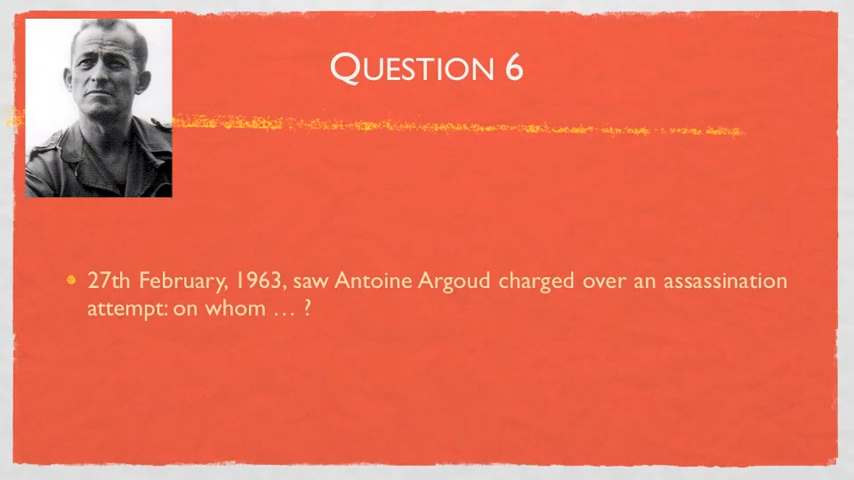 Question 6
27th February, 1963, saw Antoine Argoud charged over an assassination
attempt: on whom … ?